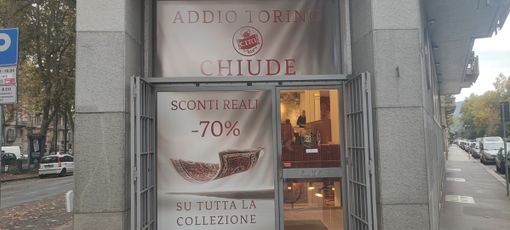 ADDIO TORINO
CHIUDE
SCONTI REALI
-70%
SU TUTTA LA
COLLEZIONE
P